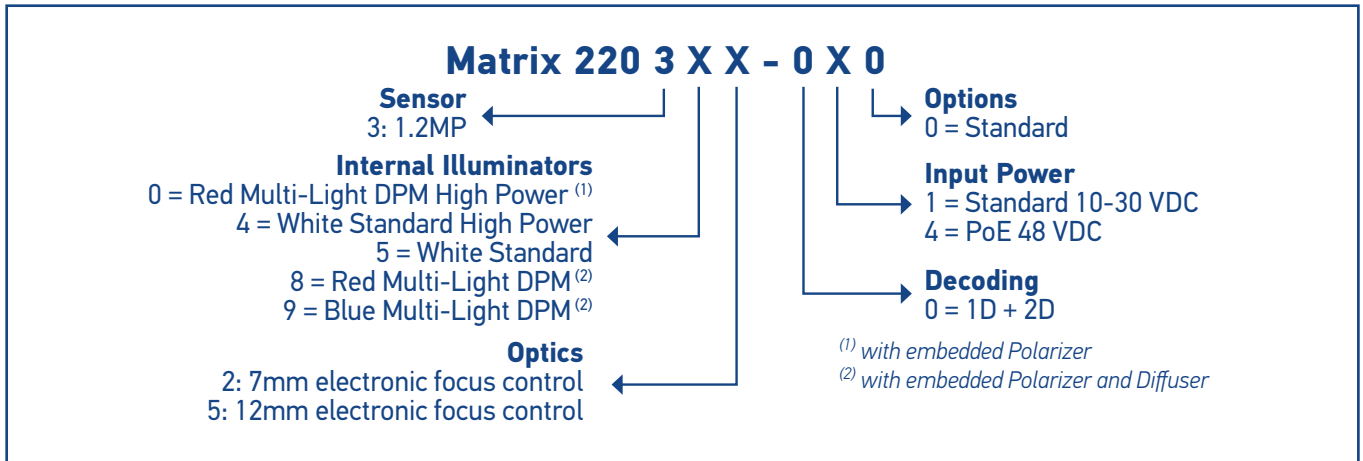 Matrix 220 3 X X - 0 X 0
Sensor
3: 1.2MP
Internal Illuminators
0 = Red Multi-Light DPM High Power (1)
4 = White Standard High Power
5 = White Standard
8 = Red Multi-Light DPM (2)
9 = Blue Multi-Light DPM (2)
Optics
2: 7mm electronic focus control
5: 12mm electronic focus control
Options
0 = Standard
Input Power
1 = Standard 10-30 VDC
4 = PoE 48 VDC
Decoding
0 = 1D + 2D
(1) with embedded Polarizer
(2) with embedded Polarizer and Diffuser